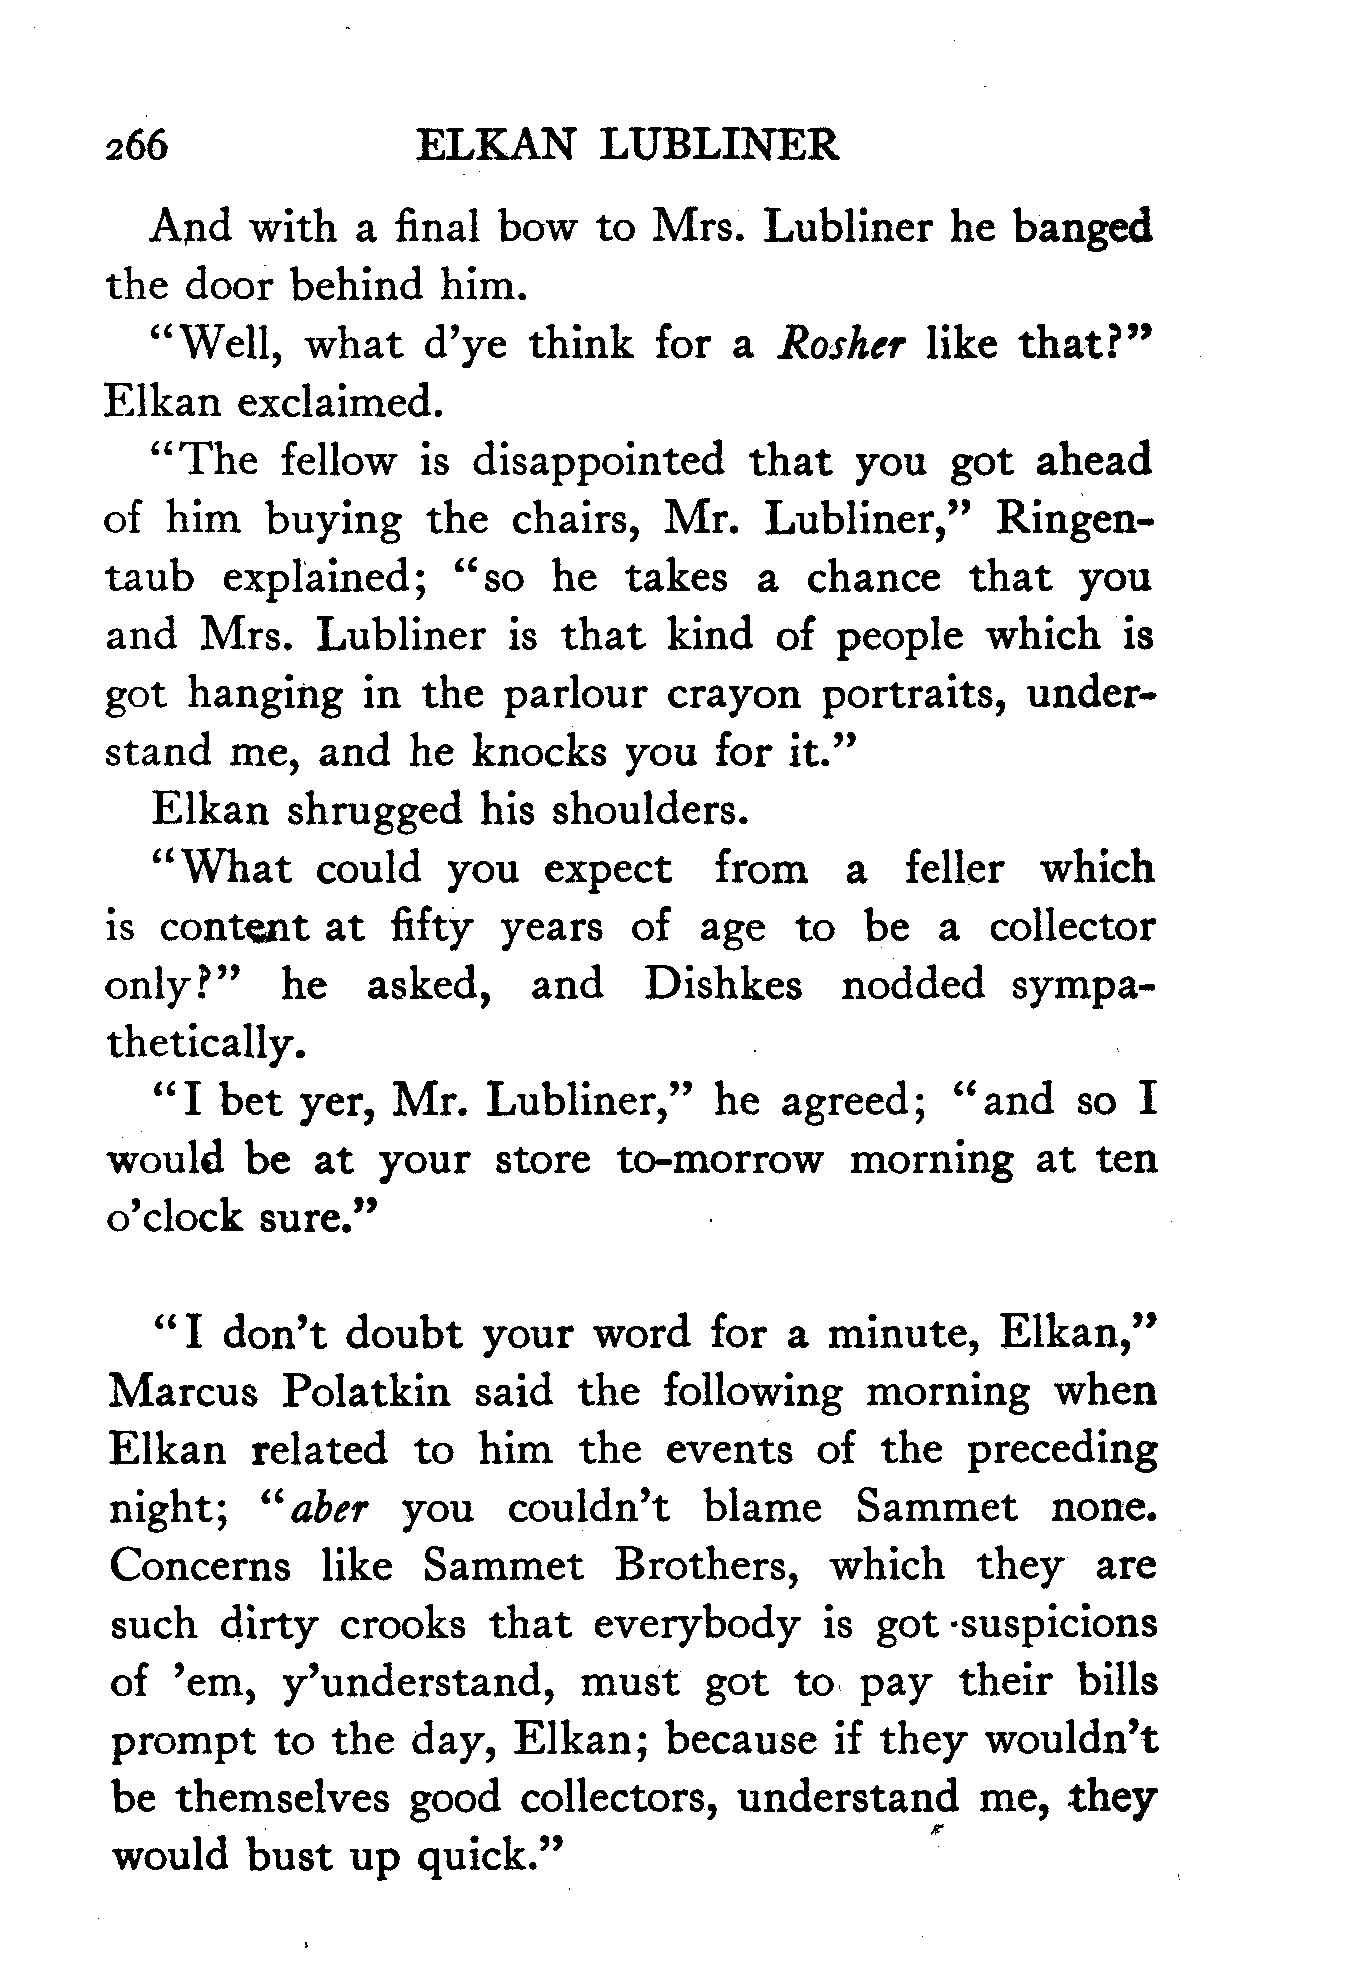 266 ELKAN LUBLINER
And with a final bow to Mrs. Lubliner he banged
the door behind him.
"Well, what d'ye think for a Rosher like that?"
Elkan exclaimed.
"The fellow is disappointed that you got ahead
of him buying the chairs, Mr. Lubliner," Ringen-
taub explained; "so he takes a chance that you
and Mrs. Lubliner is that kind of people which is
got hanging in the parlour crayon portraits, under-
stand me, and he knocks you for it."
Elkan shrugged his shoulders.
"What could you expect from a feller which
is content at fifty years of age to be a collector
only?" he asked, and Dishkes nodded sympa-
thetically.
"I bet yer, Mr. Lubliner," he agreed; "and so I
would be at your store to-morrow morning at ten
o'clock sure."
"I don't doubt your word for a minute, Elkan,"
Marcus Polatkin said the following morning when
Elkan related to him the events of the preceding
night; "aber you couldn't blame Sammet none.
Concerns like Sammet Brothers, which they are
such dirty crooks that everybody is got suspicions
of 'em, y'understand, must got to pay their bills
prompt to the day, Elkan; because if they wouldn't
be themselves good collectors, understand me, they
would bust up quick."